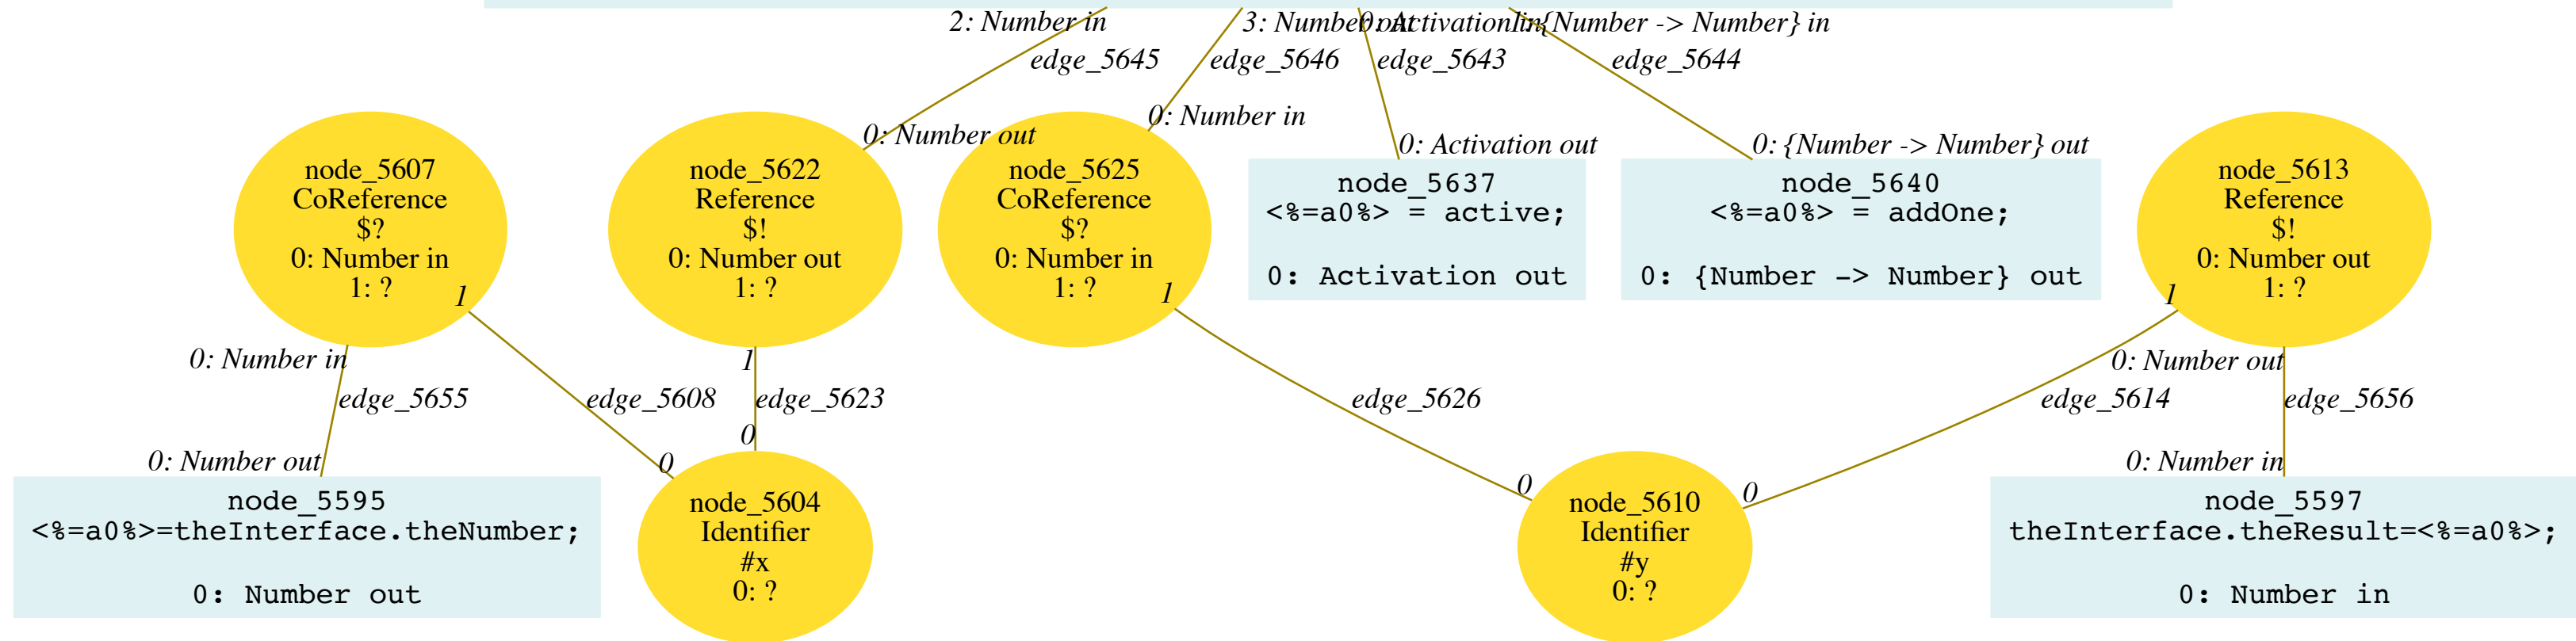 2: Number in
3: Number out
0: Activation in
1: {Number -> Number} in
edge_5645
edge_5646
edge_5643
edge_5644
0: Number out
0: Number in
0: Activation out
0: {Number -> Number} out
node_5607
CoReference
$?
0: Number in
1: ?
1
node_5622
Reference
$!
0: Number out
1: ?
node_5625
CoReference
$?
0: Number in
1: ?
1
node_5637
<%=a0%> = active;
0: Activation out
node_5640
<%=a0%> = addOne;
0: {Number -> Number} out
node_5613
Reference
$!
0: Number out
1: ?
1
0: Number in
1
0: Number out
edge_5655
edge_5608
edge_5623
edge_5626
edge_5614
edge_5656
0: Number out
0
0
0
0
0: Number in
node_5595
<%=a0%>=theInterface.theNumber;
0: Number out
node_5604
Identifier
#x
0: ?
node_5610
Identifier
#y
0: ?
node_5597
theInterface.theResult=<%=a0%>;
0: Number in